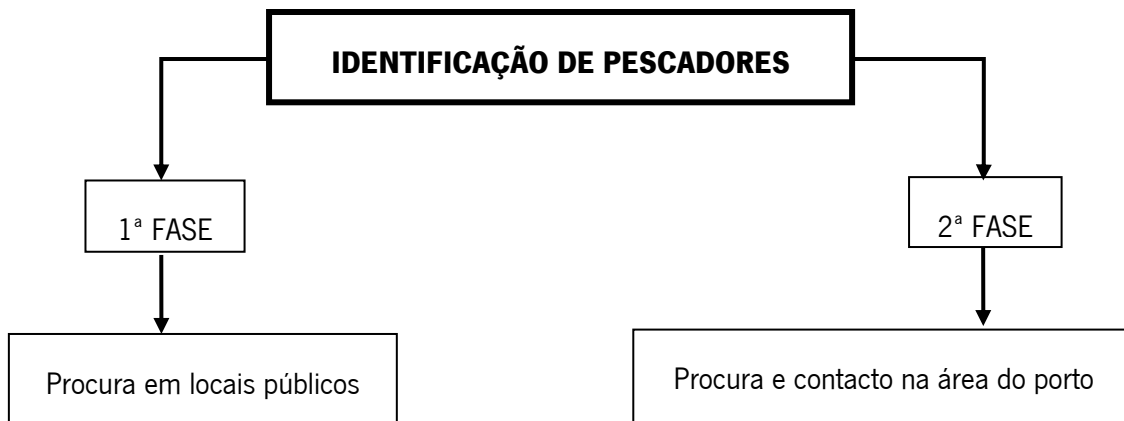 IDENTIFICAÇÃO DE PESCADORES
1ª FASE
2ª FASE
Procura em locais públicos
Procura e contacto na área do porto